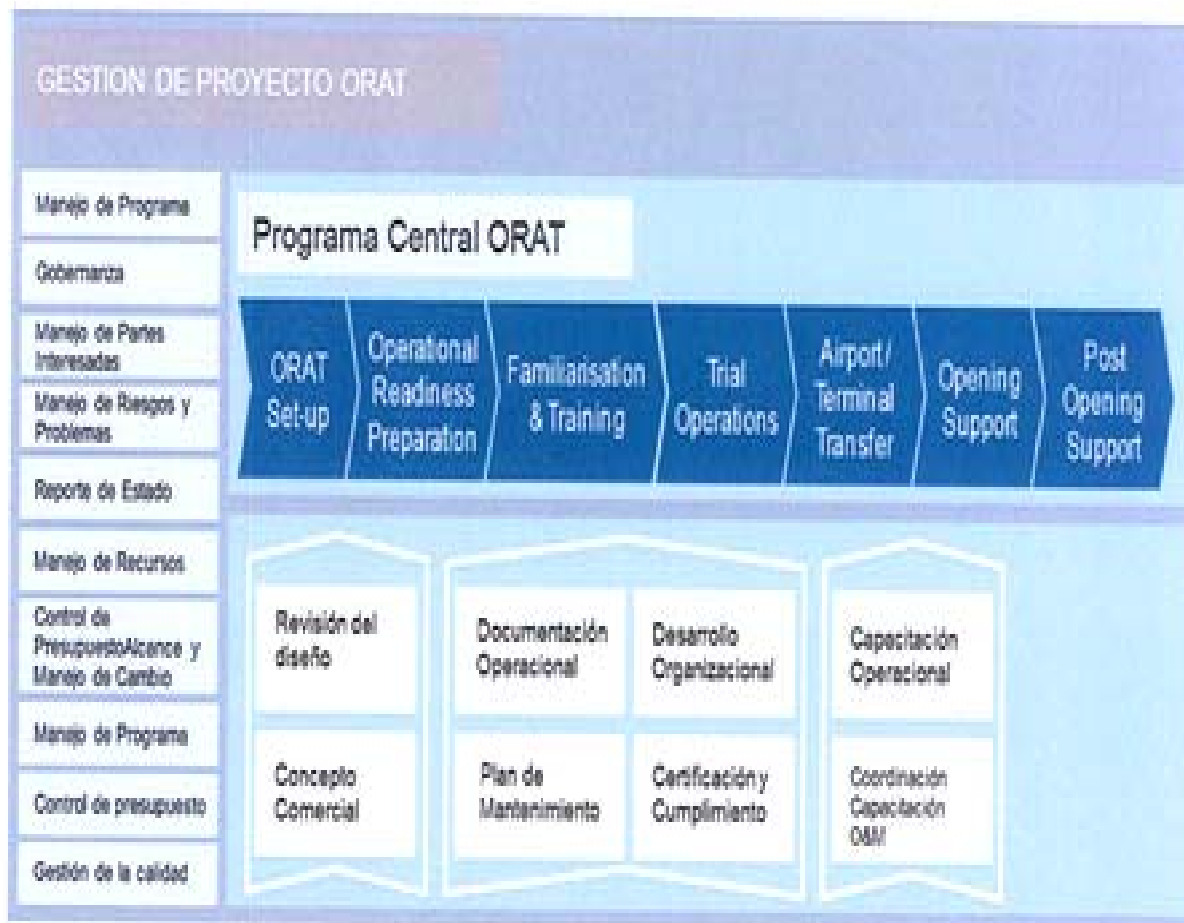 GESTION DE PROYECTO ORAT
Manejo de Programa
Gobernanza
Manejo de Partes
Interesadas
Manejo de Riesgos y
Problemas
Reporte de Estado
Manejo de Recursos
Control de
PresupuestoAlcance y
Manejo de Cambio
Manejo de Programa
Control de presupuesto
Gestión de la calidad
Programa Central ORAT
ORAT
Set-up
Operational
Readiness
Preparation
Familiarisation
& Training
Trial
Operations
Airport/
Terminal
Transfer
Opening
Support
Post
Opening
Support
Revisión del
diseño
Concepto
Comercial
Documentación
Operacional
Desarrollo
Organizacional
Plan de
Mantenimiento
Certificación y
Cumplimiento
Capacitación
Operacional
Coordinación
Capacitación
O&M